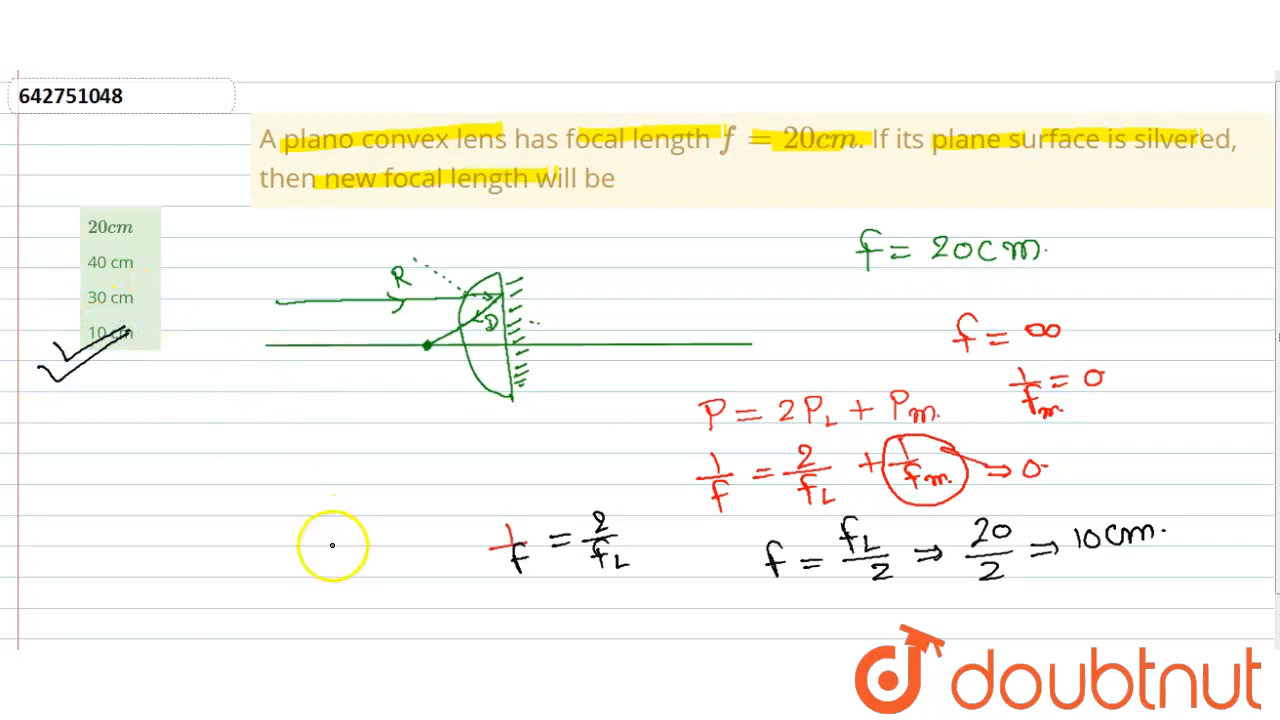 642751048
A plano convex lens has focal length f = 20cm. If its plane surface is silvered,
then new focal length will be
20cm
40 cm
30 cm
10 cm
R
D
f = 20cm.
f = ∞
1/fm = 0
P = 2PL + Pm
1/f = 2/fL + 1/fm → 0
1/f = 2/fL
f = fL/2 ⇒ 20/2 ⇒ 10cm.
doubtnut